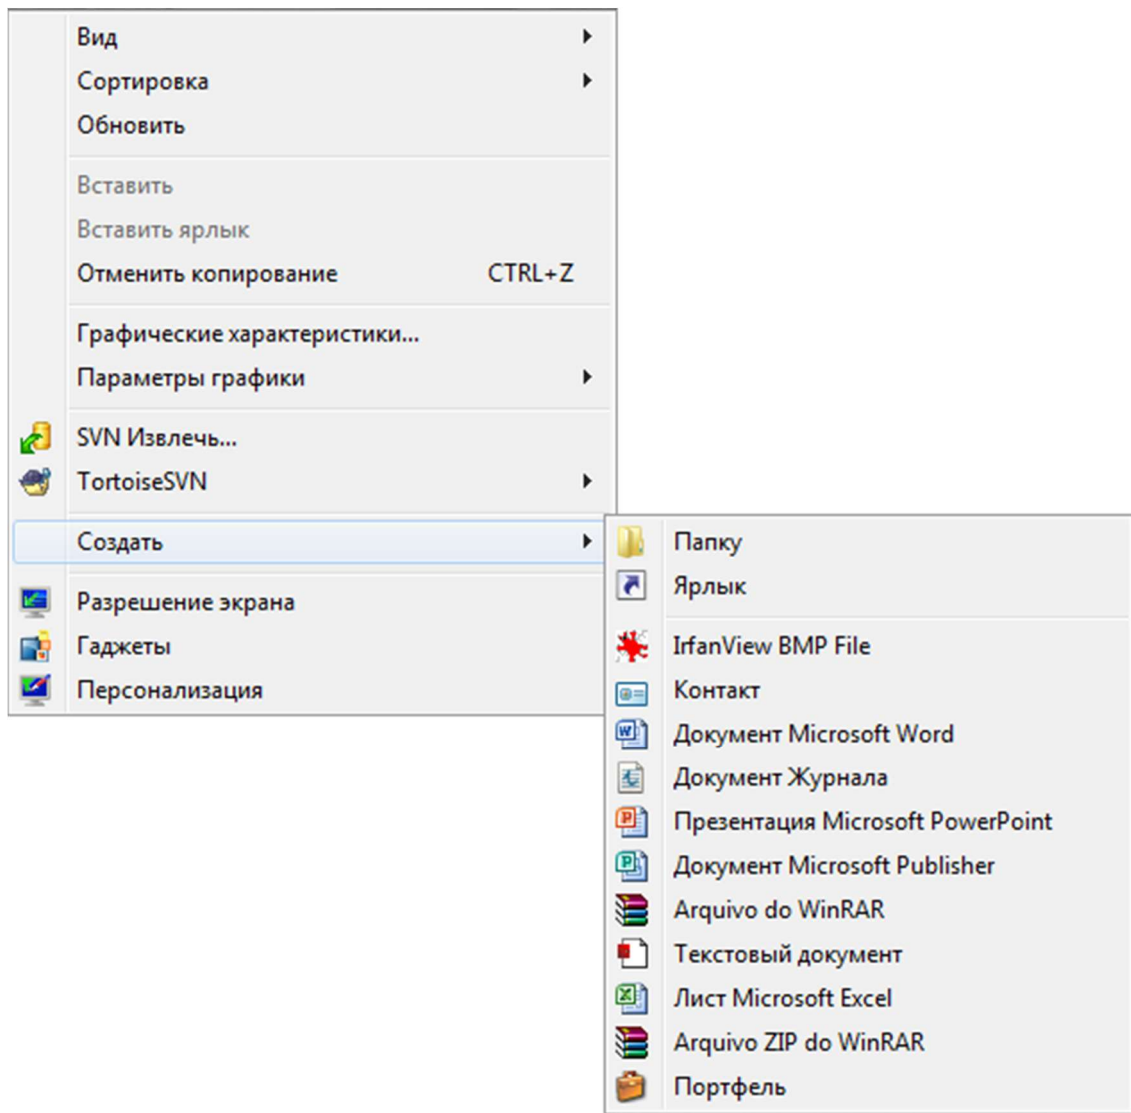 Вид
Сортировка
Обновить
Вставить
Вставить ярлык
Отменить копирование CTRL+Z
Графические характеристики...
Параметры графики
SVN Извлечь...
TortoiseSVN
Создать
Разрешение экрана
Гаджеты
Персонализация
Папку
Ярлык
IrfanView BMP File
Контакт
Документ Microsoft Word
Документ Журнала
Презентация Microsoft PowerPoint
Документ Microsoft Publisher
Arquivo do WinRAR
Текстовый документ
Лист Microsoft Excel
Arquivo ZIP do WinRAR
Портфель